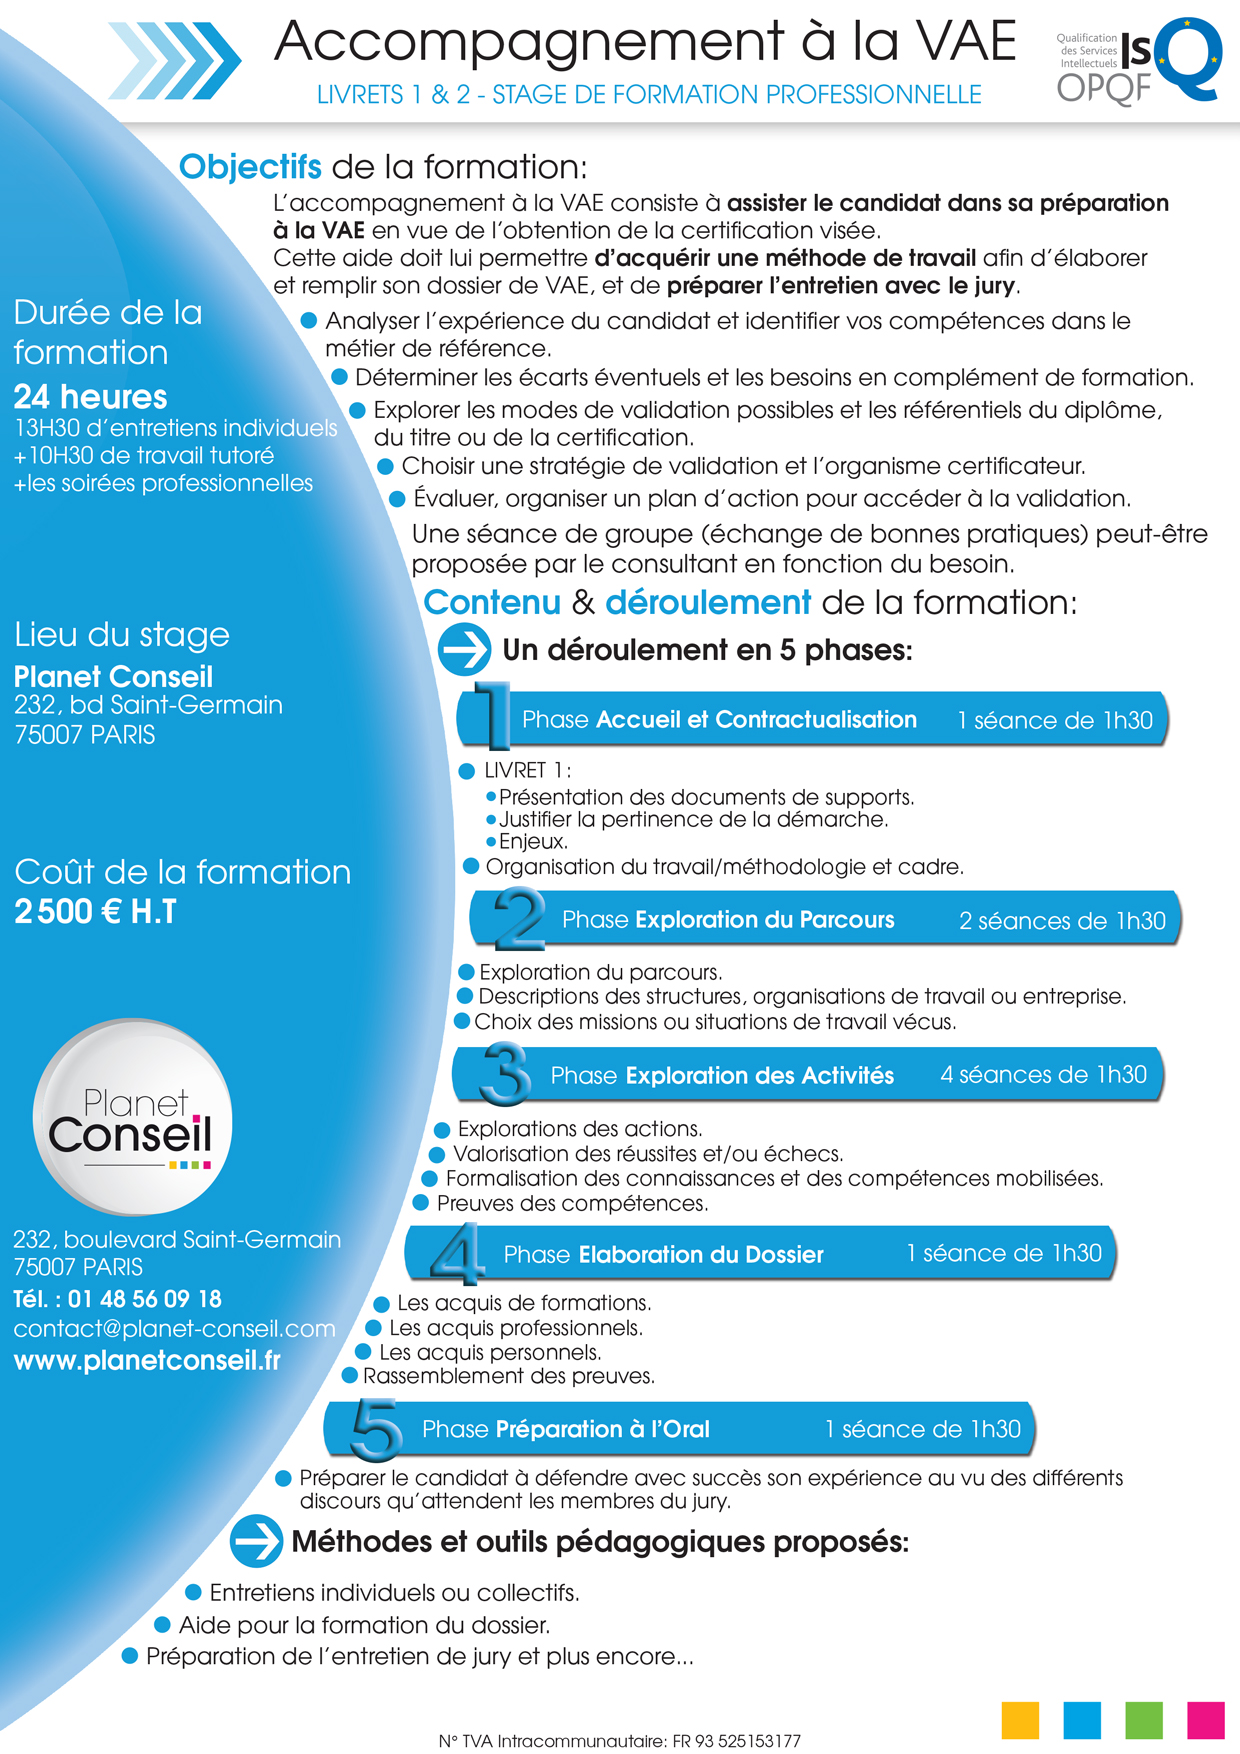 Accompagnement à la VAE
LIVRETS 1 & 2 - STAGE DE FORMATION PROFESSIONNELLE
Qualification
des Services
Intellectuels
IsQ
OPQF
Objectifs de la formation:
L'accompagnement à la VAE consiste à assister le candidat dans sa préparation
à la VAE en vue de l'obtention de la certification visée.
Cette aide doit lui permettre d'acquérir une méthode de travail afin d'élaborer
et remplir son dossier de VAE, et de préparer l'entretien avec le jury.
Analyser l'expérience du candidat et identifier vos compétences dans le
métier de référence.
Déterminer les écarts éventuels et les besoins en complément de formation.
Explorer les modes de validation possibles et les référentiels du diplôme,
du titre ou de la certification.
Choisir une stratégie de validation et l'organisme certificateur.
Évaluer, organiser un plan d'action pour accéder à la validation.
Une séance de groupe (échange de bonnes pratiques) peut-être
proposée par le consultant en fonction du besoin.
Durée de la
formation
24 heures
13H30 d'entretiens individuels
+10H30 de travail tutoré
+les soirées professionnelles
Lieu du stage
Planet Conseil
232, bd Saint-Germain
75007 PARIS
Coût de la formation
2 500 € H.T
Planet
Conseil
232, boulevard Saint-Germain
75007 PARIS
Tél. : 01 48 56 09 18
contact@planet-conseil.com
www.planetconseil.fr
Contenu & déroulement de la formation:
Un déroulement en 5 phases:
1 Phase Accueil et Contractualisation 1 séance de 1h30
LIVRET 1 :
Présentation des documents de supports.
Justifier la pertinence de la démarche.
Enjeux.
Organisation du travail/méthodologie et cadre.
2 Phase Exploration du Parcours 2 séances de 1h30
Exploration du parcours.
Descriptions des structures, organisations de travail ou entreprise.
Choix des missions ou situations de travail vécus.
3 Phase Exploration des Activités 4 séances de 1h30
Explorations des actions.
Valorisation des réussites et/ou échecs.
Formalisation des connaissances et des compétences mobilisées.
Preuves des compétences.
4 Phase Elaboration du Dossier 1 séance de 1h30
Les acquis de formations.
Les acquis professionnels.
Les acquis personnels.
Rassemblement des preuves.
5 Phase Préparation à l'Oral 1 séance de 1h30
Préparer le candidat à défendre avec succès son expérience au vu des différents
discours qu'attendent les membres du jury.
Méthodes et outils pédagogiques proposés:
Entretiens individuels ou collectifs.
Aide pour la formation du dossier.
Préparation de l'entretien de jury et plus encore...
N° TVA Intracommunautaire: FR 93 525153177